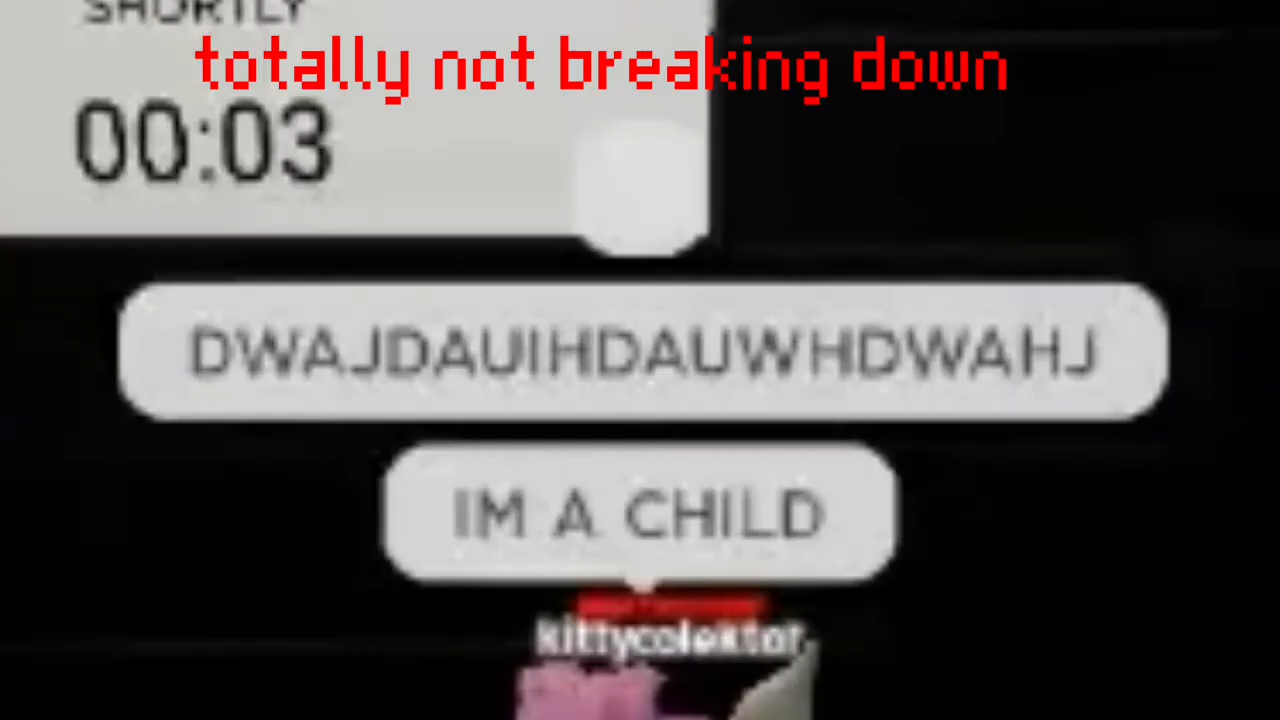 SHORTLY
totally not breaking down
00:03
DWAJDAUIHDAUWHDWAHJ
IM A CHILD
kittycolektor